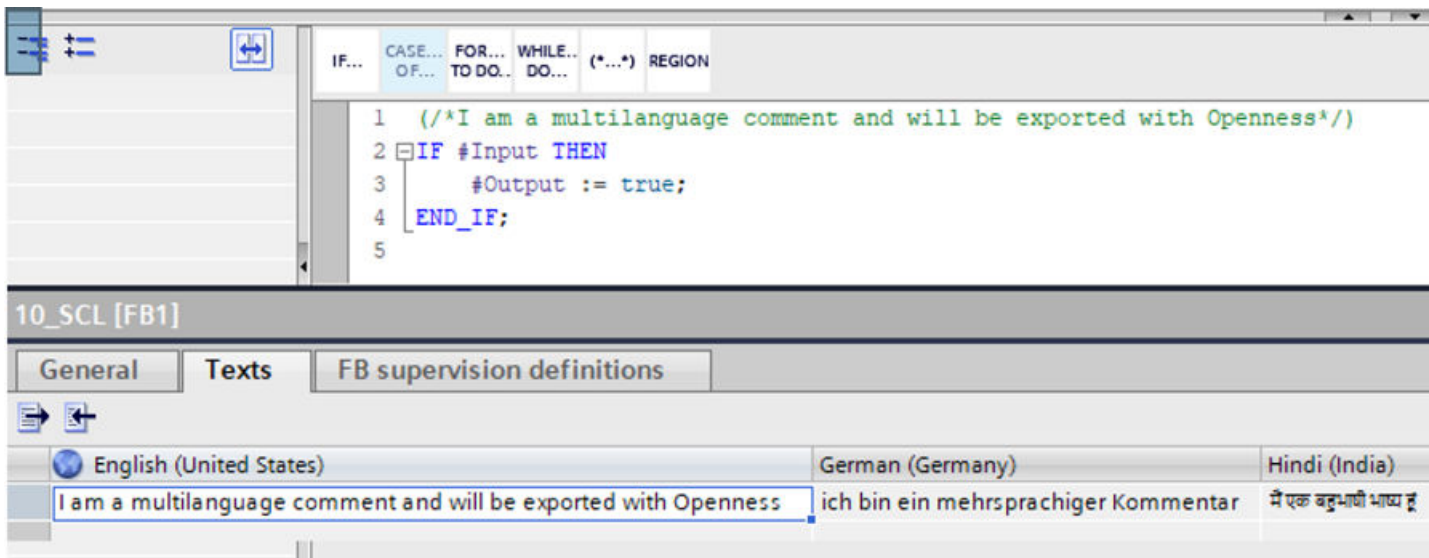 IF... CASE... OF... FOR... TO DO... WHILE.. DO... (*...*) REGION
1 (/*I am a multilanguage comment and will be exported with Openness*/)
2 IF #Input THEN
3 #Output := true;
4 END_IF;
5
10_SCL [FB1]
General Texts FB supervision definitions
English (United States) German (Germany) Hindi (India)
I am a multilanguage comment and will be exported with Openness ich bin ein mehrsprachiger Kommentar मैं एक बहुभाषी भाष्य हूं